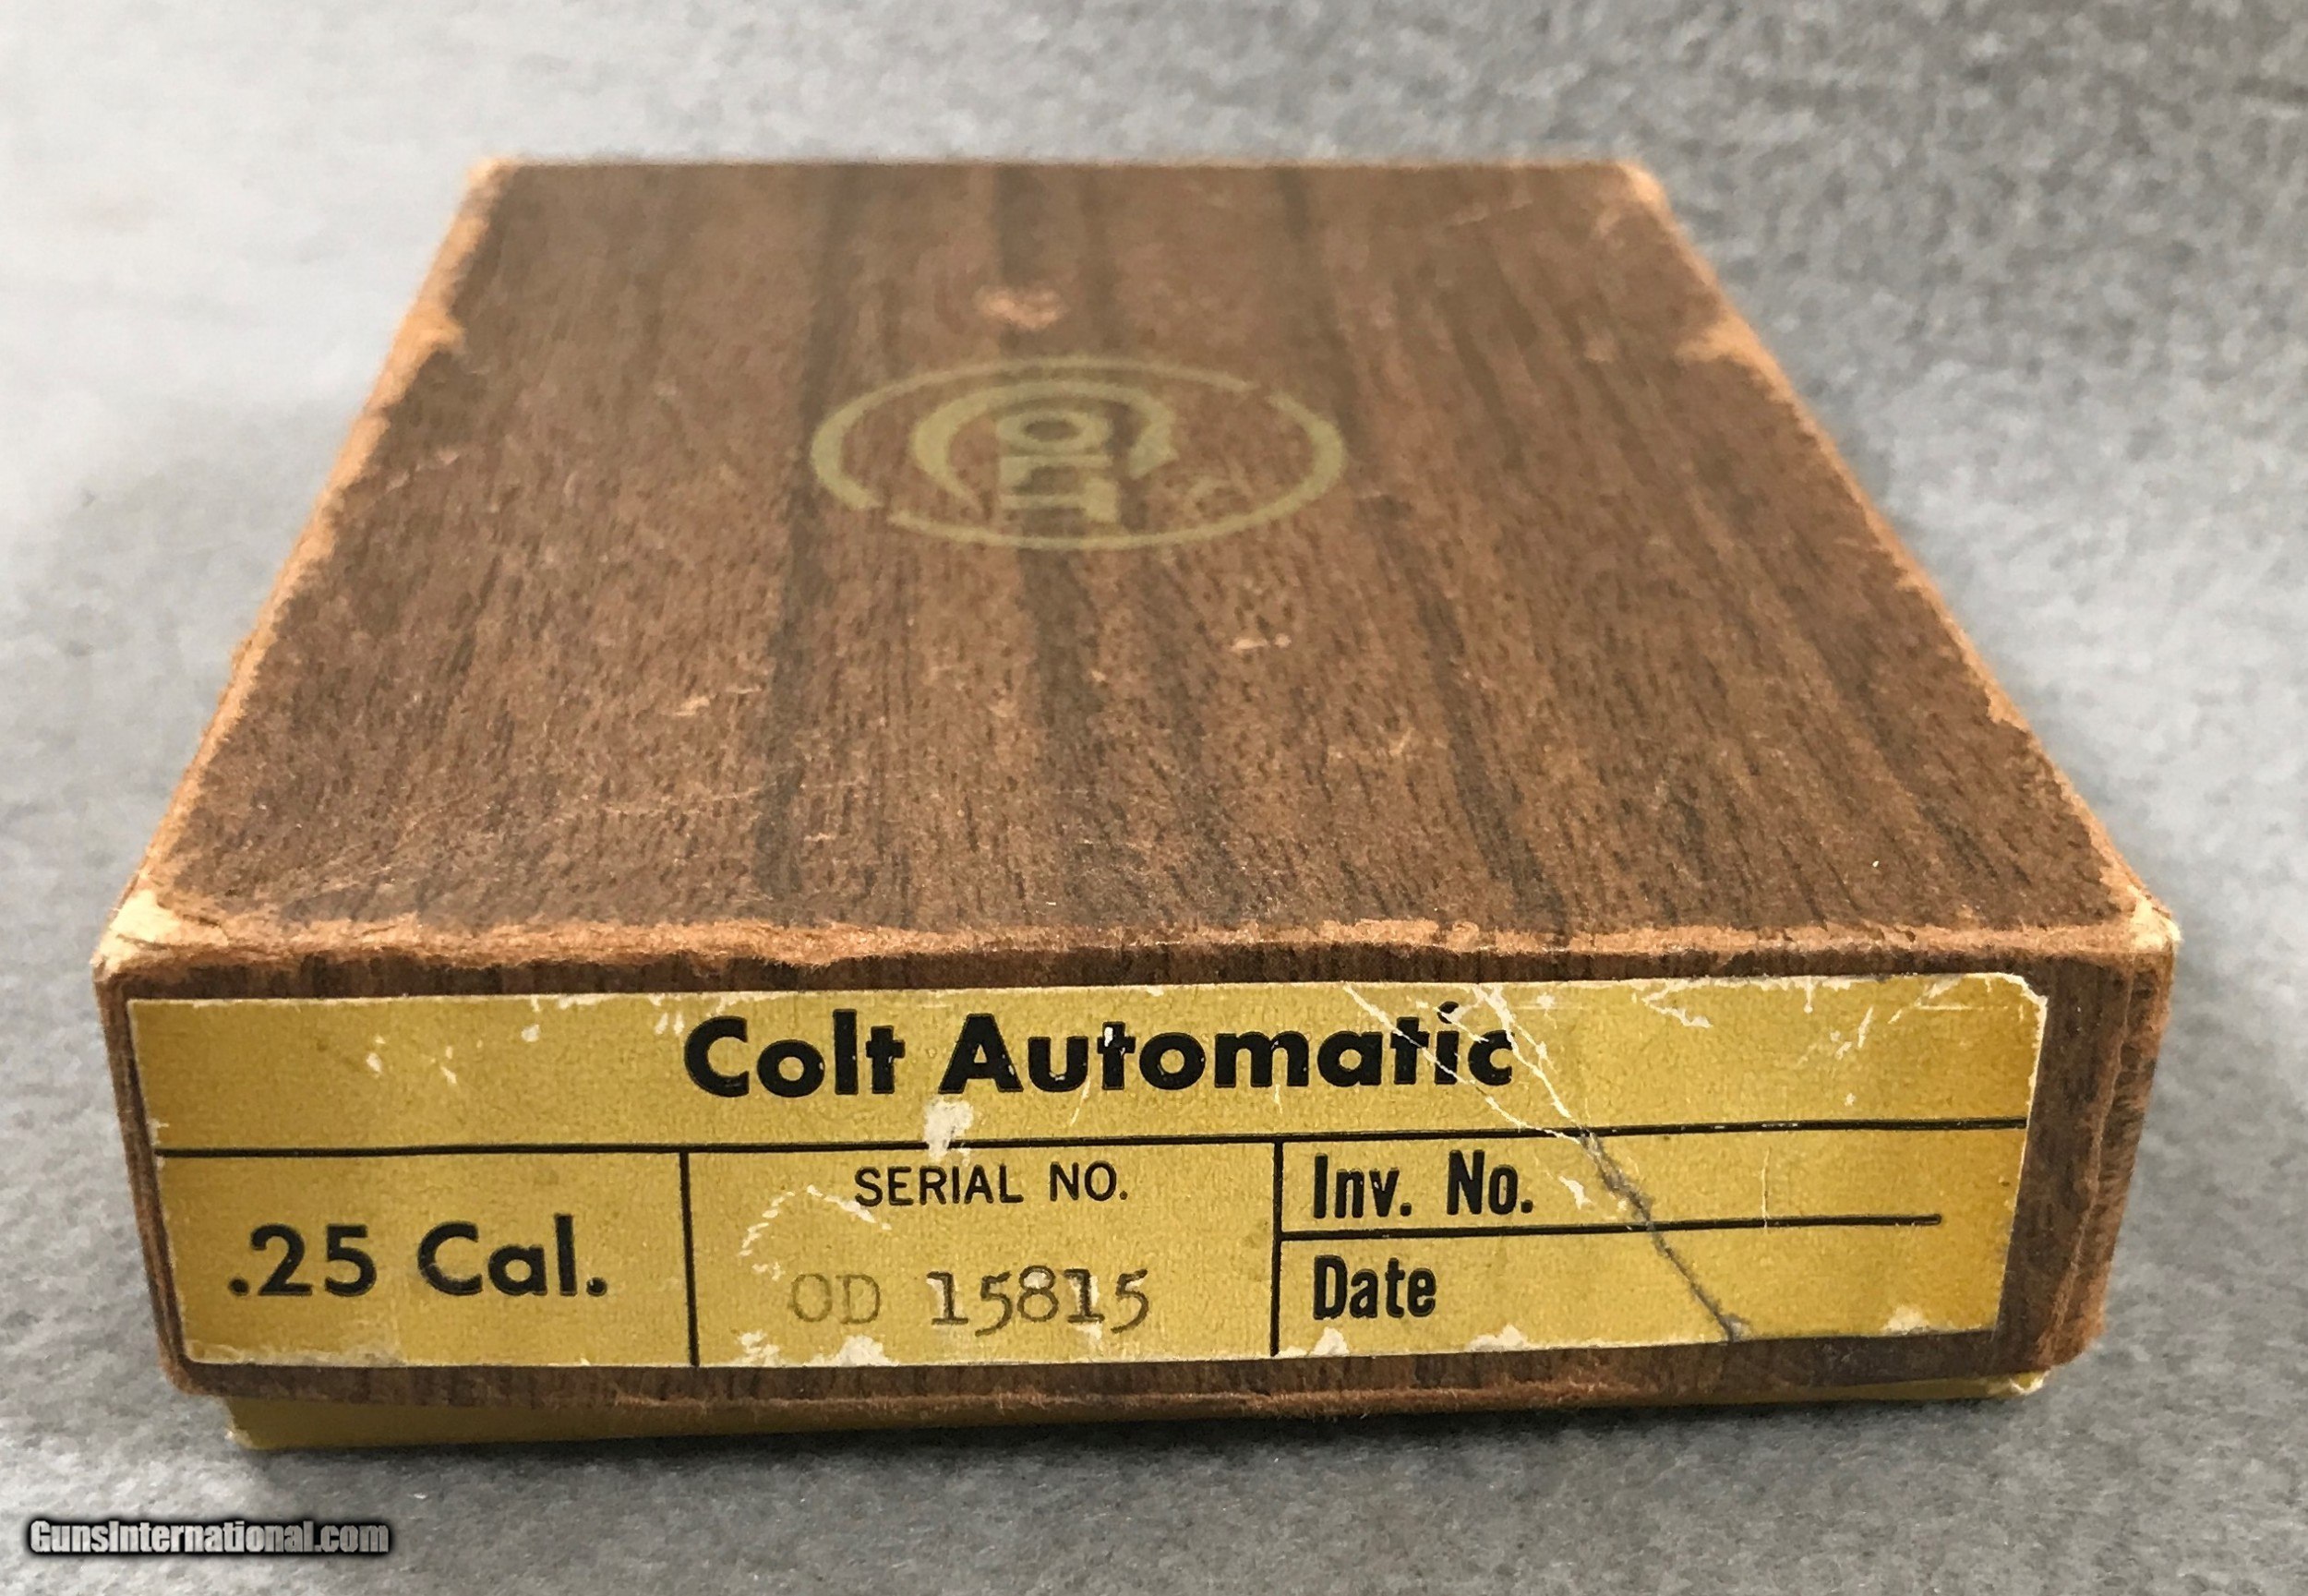 COLT
Colt Automatic
.25 Cal.
SERIAL NO.
OD 15815
Inv. No.
Date
GunsInternational.com